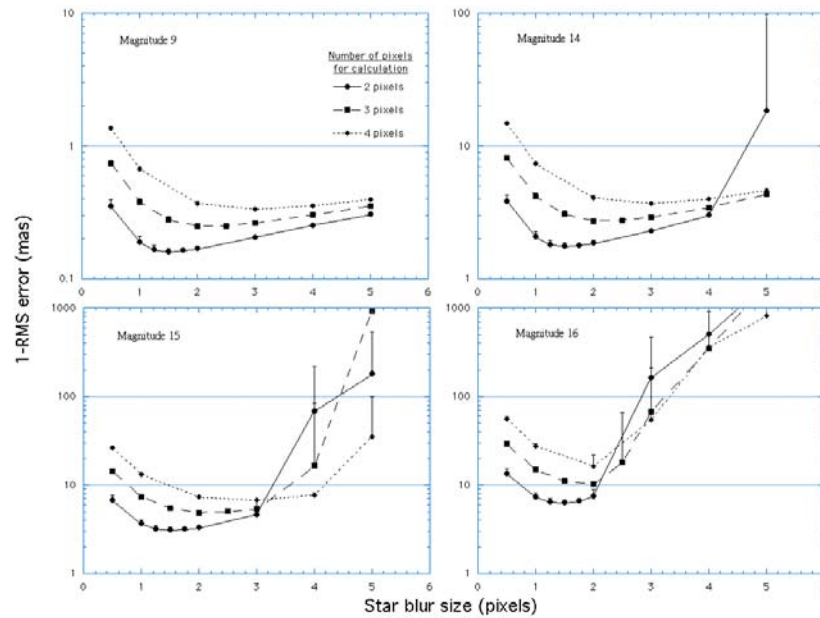 10
Magnitude 9
Number of pixels
for calculation
2 pixels
3 pixels
4 pixels
1
0.1
0 1 2 3 4 5 6
100
Magnitude 14
10
1
0 1 2 3 4 5
1-RMS error (mas)
1000
Magnitude 15
100
10
1
0 1 2 3 4 5 6
1000
Magnitude 16
100
10
1
0 1 2 3 4 5
Star blur size (pixels)